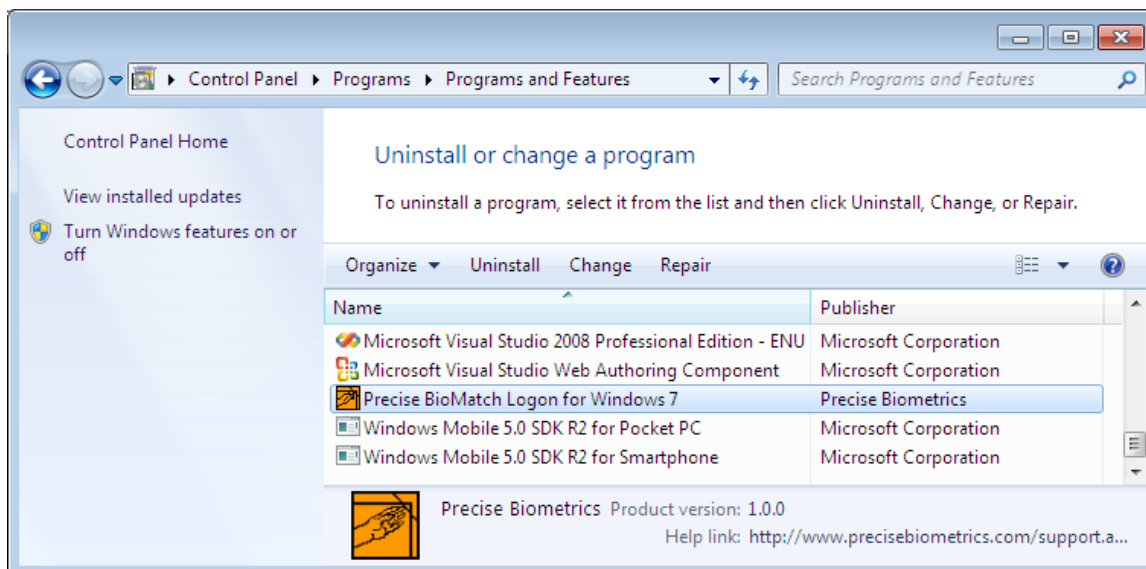 Control Panel Programs Programs and Features Search Programs and Features
Control Panel Home
View installed updates
Turn Windows features on or
off
Uninstall or change a program
To uninstall a program, select it from the list and then click Uninstall, Change, or Repair.
Organize Uninstall Change Repair
Name Publisher
Microsoft Visual Studio 2008 Professional Edition - ENU Microsoft Corporation
Microsoft Visual Studio Web Authoring Component Microsoft Corporation
Precise BioMatch Logon for Windows 7 Precise Biometrics
Windows Mobile 5.0 SDK R2 for Pocket PC Microsoft Corporation
Windows Mobile 5.0 SDK R2 for Smartphone Microsoft Corporation
Precise Biometrics Product version: 1.0.0
Help link: http://www.precisebiometrics.com/support.a...